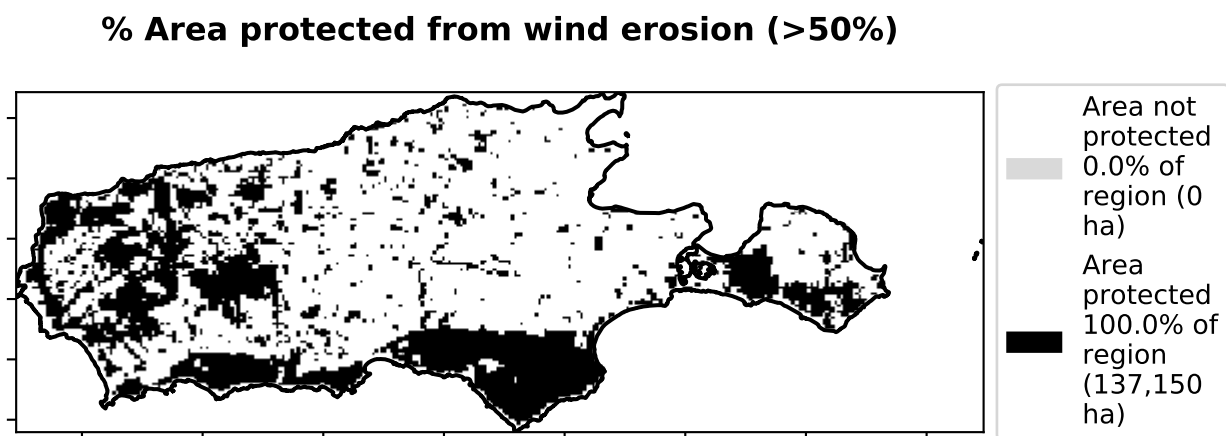 % Area protected from wind erosion (>50%)
Area not
protected
0.0% of
region (0
ha)
Area
protected
100.0% of
region
(137,150
ha)